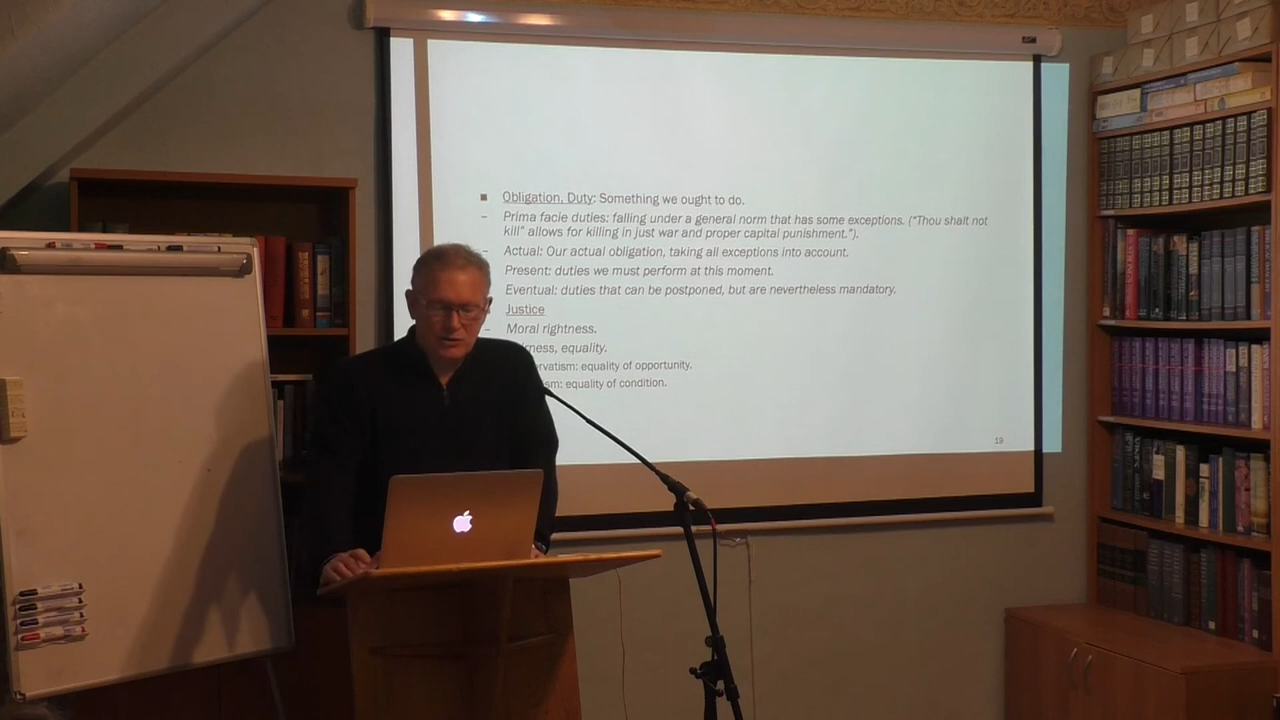 ■ Obligation, Duty: Something we ought to do.
– Prima facie duties: falling under a general norm that has some exceptions. ("Thou shalt not
kill" allows for killing in just war and proper capital punishment.").
– Actual: Our actual obligation, taking all exceptions into account.
Present: duties we must perform at this moment.
Eventual: duties that can be postponed, but are nevertheless mandatory.
Justice
– Moral rightness.
rness, equality.
rvatism: equality of opportunity.
sm: equality of condition.
19